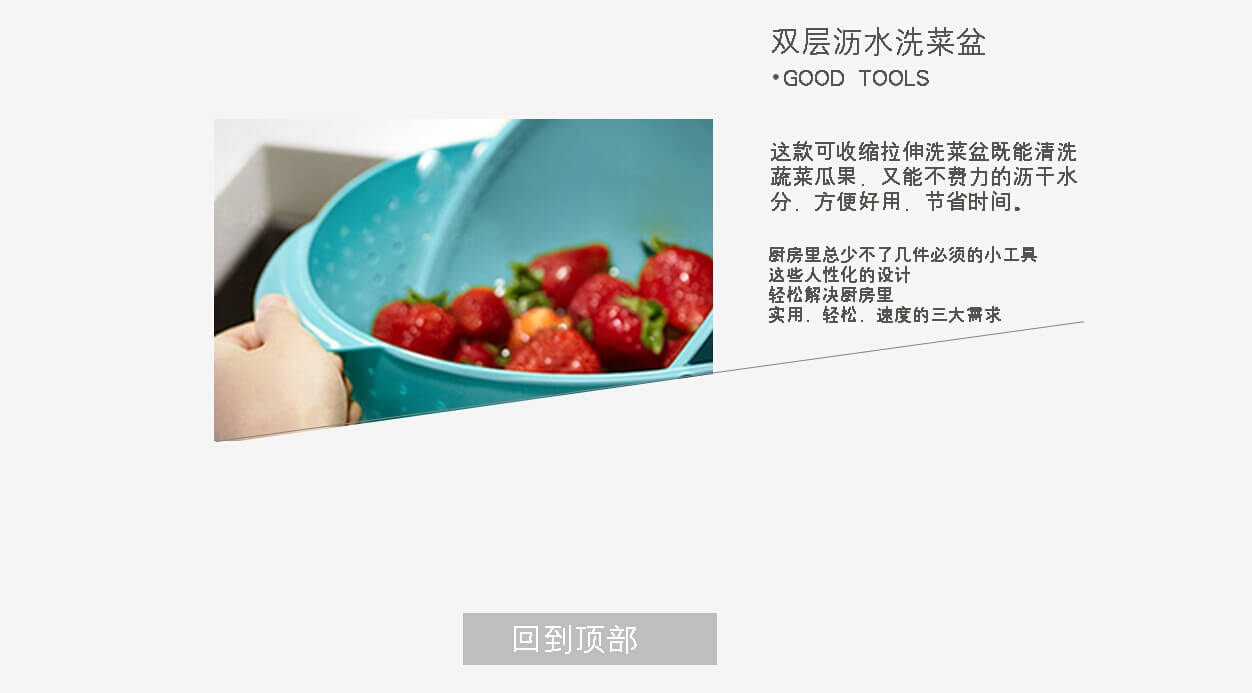 双层沥水洗菜盆
•GOOD TOOLS
这款可收缩拉伸洗菜盆既能清洗
蔬菜瓜果、又能不费力的沥干水
分、方便好用、节省时间。
厨房里总少不了几件必须的小工具
这些人性化的设计
轻松解决厨房里
实用、轻松、速度的三大需求
回到顶部